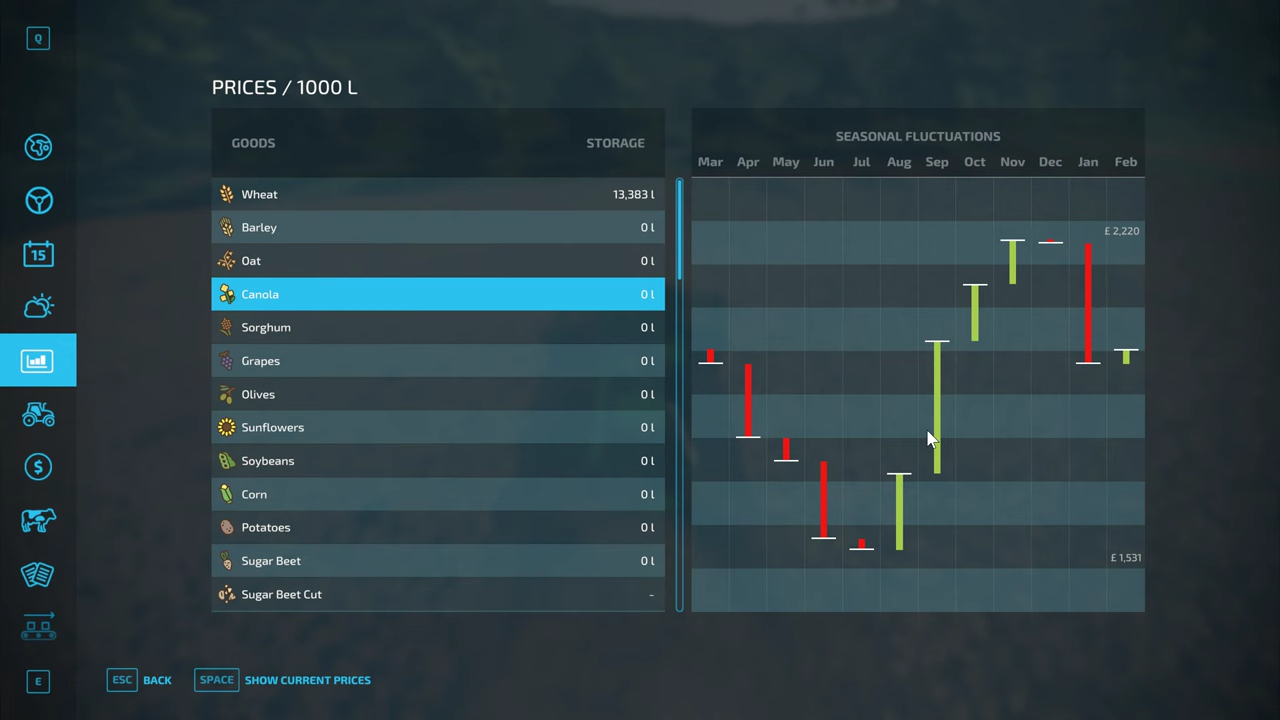 Q
PRICES / 1000 L
GOODS STORAGE
SEASONAL FLUCTUATIONS
Mar Apr May Jun Jul Aug Sep Oct Nov Dec Jan Feb
Wheat 13,383 l
Barley 0 l
£ 2,220
15
Oat 0 l
Canola 0 l
Sorghum 0 l
Grapes 0 l
Olives 0 l
Sunflowers 0 l
Soybeans 0 l
$
Corn 0 l
Potatoes 0 l
Sugar Beet 0 l
£ 1,531
Sugar Beet Cut -
E
ESC BACK SPACE SHOW CURRENT PRICES